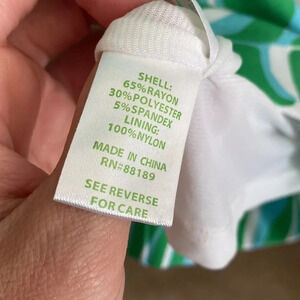 SHELL:
65%RAYON
30%POLYESTER
5%SPANDEX
LINING:
100%NYLON
MADE IN CHINA
RN#88189
SEE REVERSE
FOR CARE